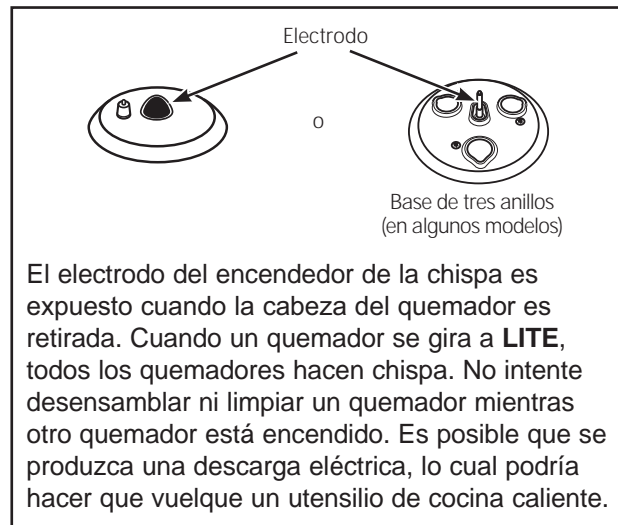 Electrodo
o
Base de tres anillos
(en algunos modelos)
El electrodo del encendedor de la chispa es
expuesto cuando la cabeza del quemador es
retirada. Cuando un quemador se gira a LITE,
todos los quemadores hacen chispa. No intente
desensamblar ni limpiar un quemador mientras
otro quemador está encendido. Es posible que se
produzca una descarga eléctrica, lo cual podría
hacer que vuelque un utensilio de cocina caliente.